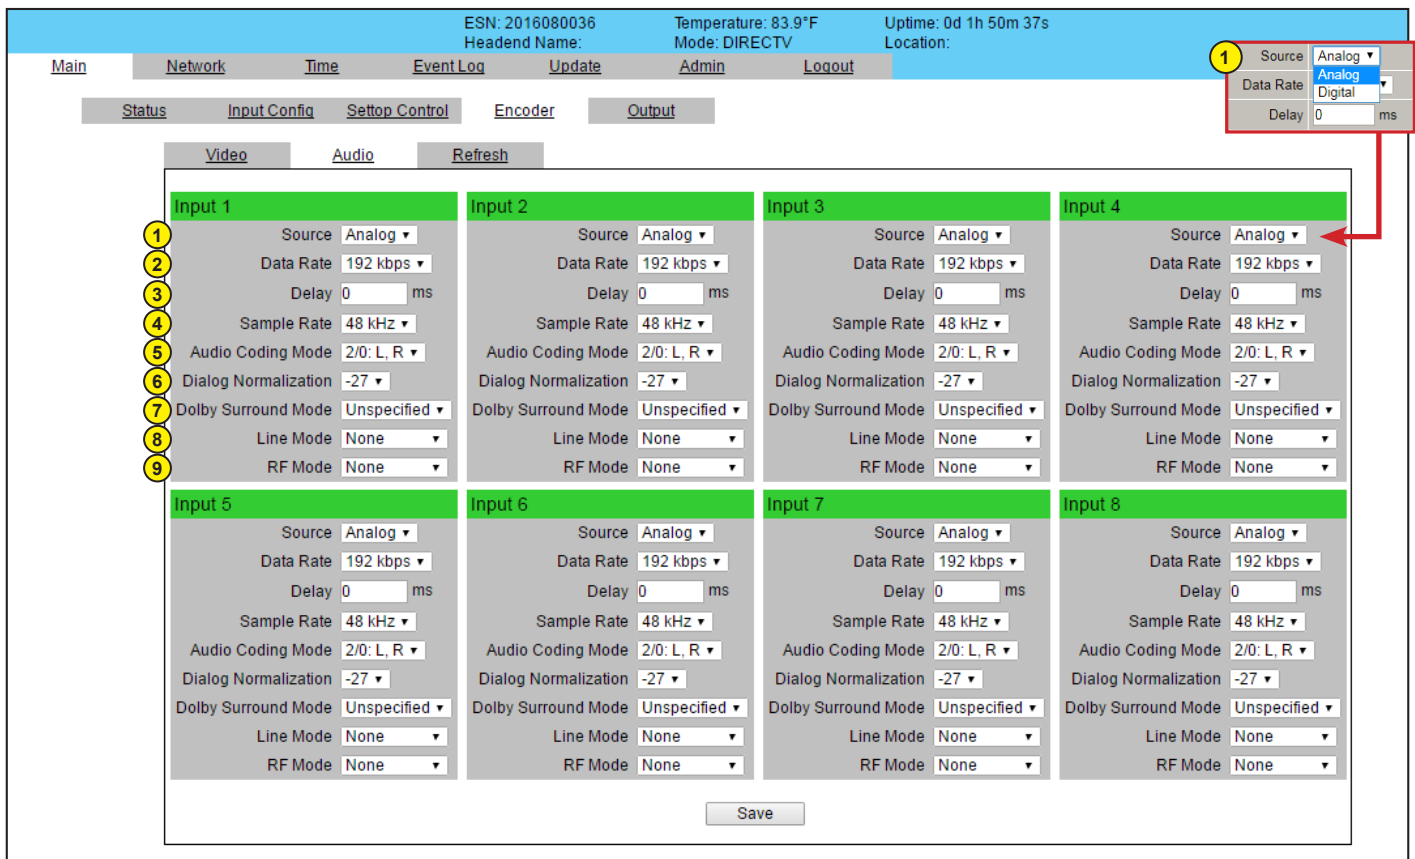 ESN: 2016080036 Temperature: 83.9°F Uptime: 0d 1h 50m 37s
Headend Name: Mode: DIRECTV Location:
Main Network Time Event Log Update Admin Logout
1 Source Analog
Analog
Data Rate Digital
Delay 0 ms
Status Input Config Settop Control Encoder Output
Video Audio Refresh
Input 1 Input 2 Input 3 Input 4
1 Source Analog Source Analog Source Analog Source Analog
2 Data Rate 192 kbps Data Rate 192 kbps Data Rate 192 kbps Data Rate 192 kbps
3 Delay 0 ms Delay 0 ms Delay 0 ms Delay 0 ms
4 Sample Rate 48 kHz Sample Rate 48 kHz Sample Rate 48 kHz Sample Rate 48 kHz
5 Audio Coding Mode 2/0: L, R Audio Coding Mode 2/0: L, R Audio Coding Mode 2/0: L, R Audio Coding Mode 2/0: L, R
6 Dialog Normalization -27 Dialog Normalization -27 Dialog Normalization -27 Dialog Normalization -27
7 Dolby Surround Mode Unspecified Dolby Surround Mode Unspecified Dolby Surround Mode Unspecified Dolby Surround Mode Unspecified
8 Line Mode None Line Mode None Line Mode None Line Mode None
9 RF Mode None RF Mode None RF Mode None RF Mode None
Input 5 Input 6 Input 7 Input 8
Source Analog Source Analog Source Analog Source Analog
Data Rate 192 kbps Data Rate 192 kbps Data Rate 192 kbps Data Rate 192 kbps
Delay 0 ms Delay 0 ms Delay 0 ms Delay 0 ms
Sample Rate 48 kHz Sample Rate 48 kHz Sample Rate 48 kHz Sample Rate 48 kHz
Audio Coding Mode 2/0: L, R Audio Coding Mode 2/0: L, R Audio Coding Mode 2/0: L, R Audio Coding Mode 2/0: L, R
Dialog Normalization -27 Dialog Normalization -27 Dialog Normalization -27 Dialog Normalization -27
Dolby Surround Mode Unspecified Dolby Surround Mode Unspecified Dolby Surround Mode Unspecified Dolby Surround Mode Unspecified
Line Mode None Line Mode None Line Mode None Line Mode None
RF Mode None RF Mode None RF Mode None RF Mode None
Save